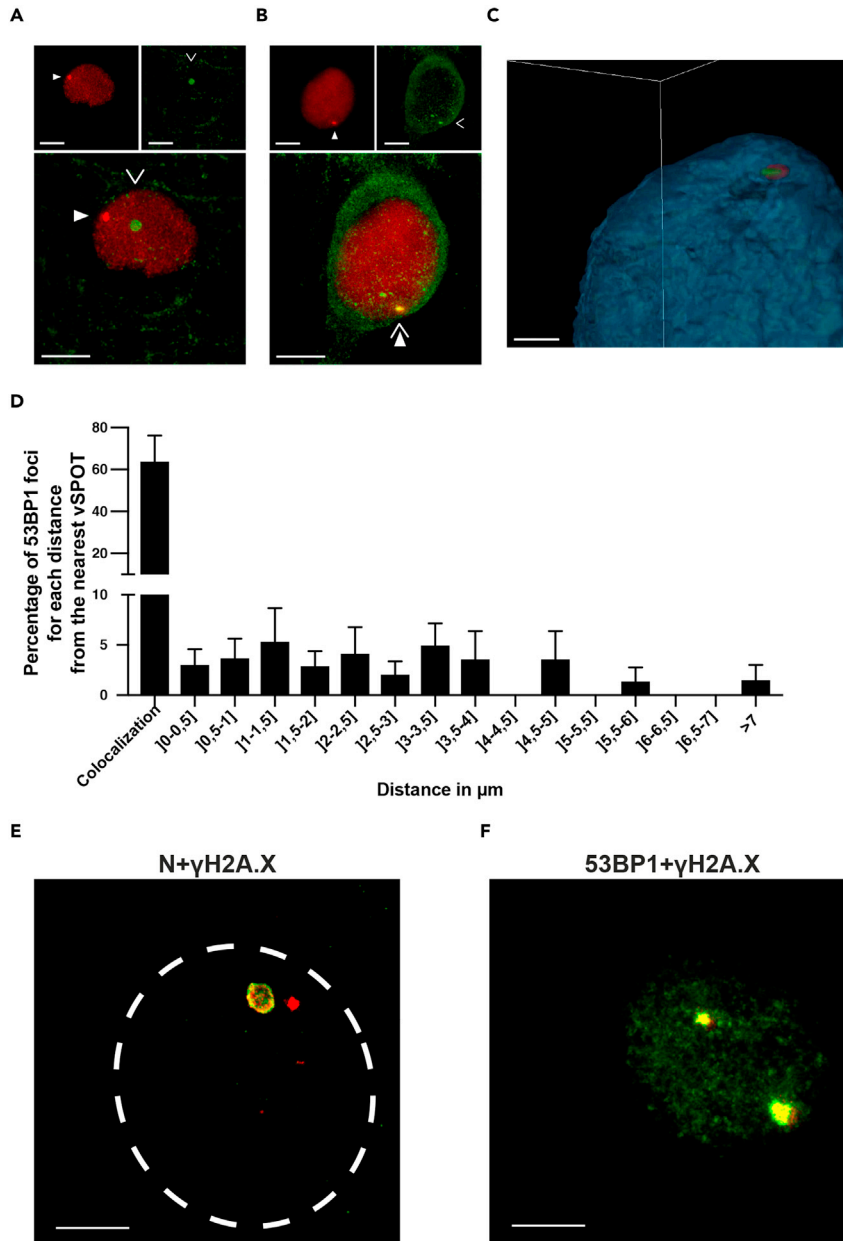 A
B
C
D
Percentage of 53BP1 foci
for each distance
from the nearest vSPOT
80
60
40
20
10
5
0
Colocalization
]0-0,5]
]0,5-1]
]1-1,5]
]1,5-2]
]2-2,5]
]2,5-3]
]3-3,5]
]3,5-4]
]4-4,5]
]4,5-5]
]5-5,5]
]5,5-6]
]6-6,5]
]6,5-7]
>7
Distance in µm
E
N+γH2A.X
F
53BP1+γH2A.X